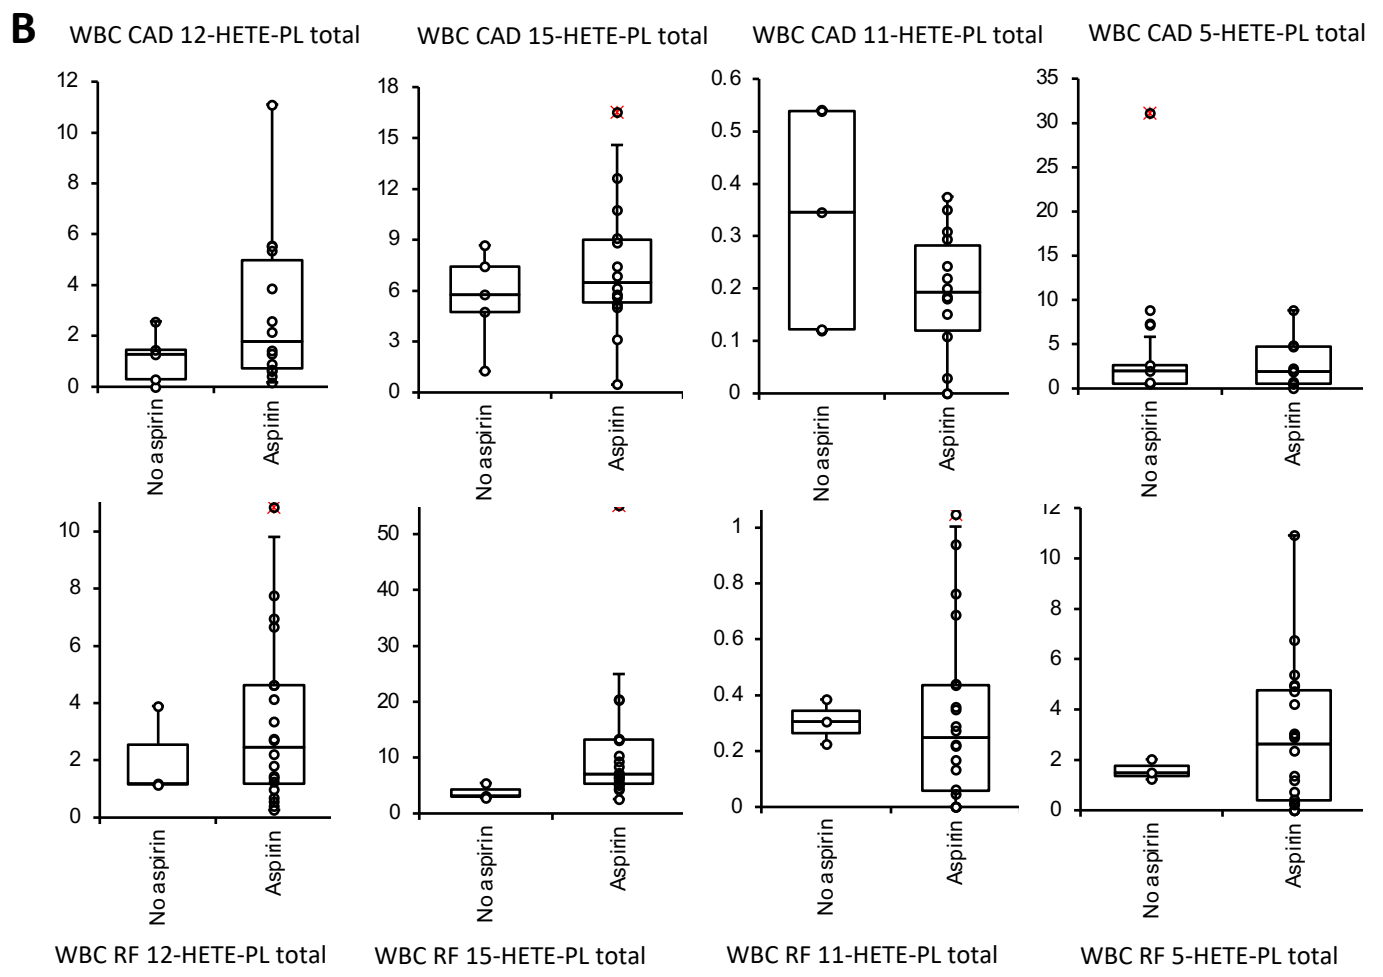 B
WBC CAD 12-HETE-PL total
WBC CAD 15-HETE-PL total
WBC CAD 11-HETE-PL total
WBC CAD 5-HETE-PL total
12
10
8
6
4
2
0
No aspirin
Aspirin
18
15
12
9
6
3
0
No aspirin
Aspirin
0.6
0.5
0.4
0.3
0.2
0.1
0
No aspirin
Aspirin
35
30
25
20
15
10
5
0
No aspirin
Aspirin
10
8
6
4
2
0
No aspirin
Aspirin
50
40
30
20
10
0
No aspirin
Aspirin
1
0.8
0.6
0.4
0.2
0
No aspirin
Aspirin
12
10
8
6
4
2
0
No aspirin
Aspirin
WBC RF 12-HETE-PL total
WBC RF 15-HETE-PL total
WBC RF 11-HETE-PL total
WBC RF 5-HETE-PL total